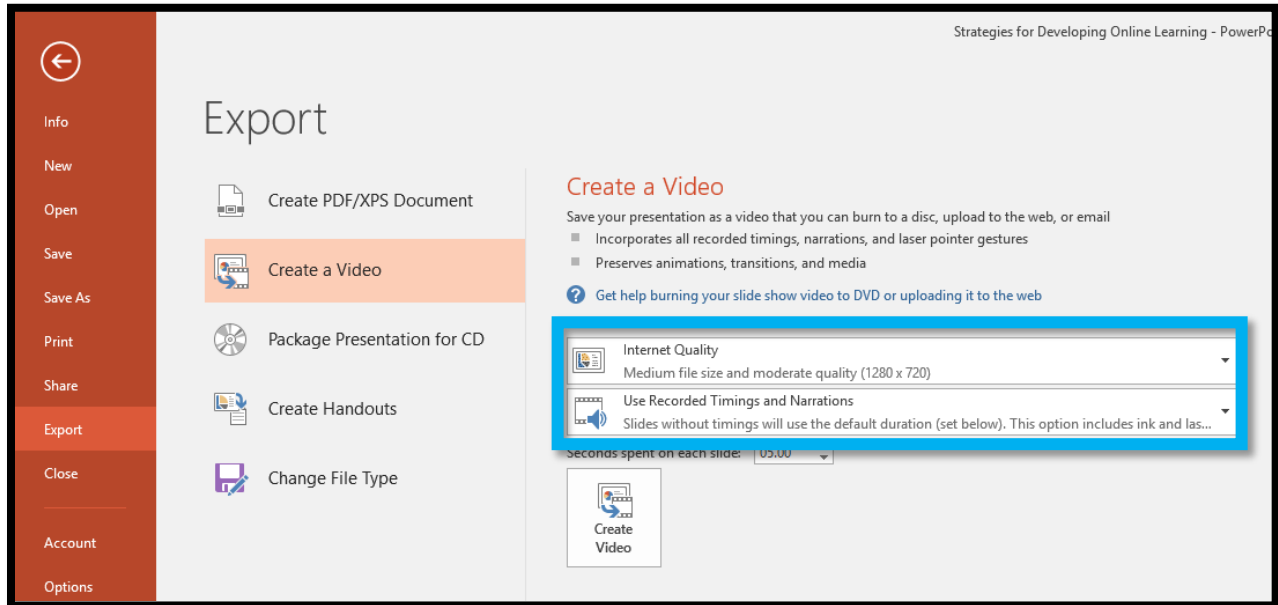 Strategies for Developing Online Learning - PowerPo
Info
New
Open
Save
Save As
Print
Share
Export
Close
Account
Options
Export
Create PDF/XPS Document
Create a Video
Package Presentation for CD
Create Handouts
Change File Type
Create a Video
Save your presentation as a video that you can burn to a disc, upload to the web, or email
Incorporates all recorded timings, narrations, and laser pointer gestures
Preserves animations, transitions, and media
Get help burning your slide show video to DVD or uploading it to the web
Internet Quality
Medium file size and moderate quality (1280 x 720)
Use Recorded Timings and Narrations
Slides without timings will use the default duration (set below). This option includes ink and las...
Seconds spent on each slide: 05.00
Create
Video